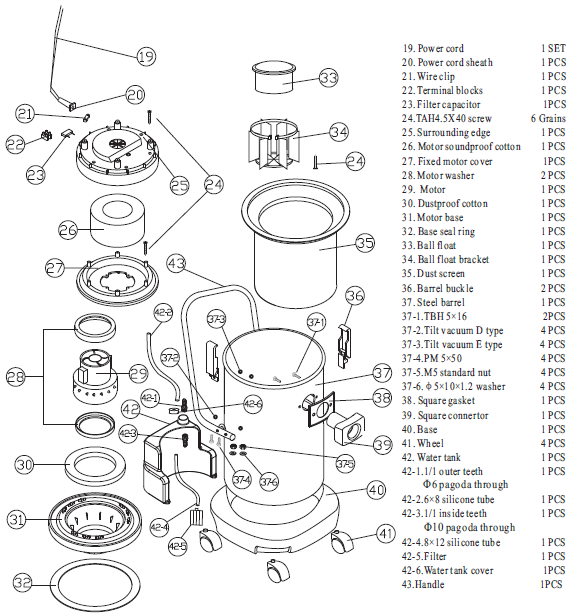 19. Power cord 1 SET
20. Power cord sheath 1 PCS
21. Wire clip 1 PCS
22. Terminal blocks 1 PCS
23. Filter capacitor 1PCS
24. TAH4.5X40 screw 6 Grains
25. Surrounding edge 1 PCS
26. Motor soundproof cotton 1 PCS
27. Fixed motor cover 1PCS
28. Motor washer 2 PCS
29. Motor 1 PCS
30. Dustproof cotton 1 PCS
31. Motor base 1 PCS
32. Base seal ring 1 PCS
33. Ball float 1 PCS
34. Ball float bracket 1 PCS
35. Dust screen 1 PCS
36. Barrel buckle 2 PCS
37. Steel barrel 1 PCS
37-1.TBH 5×16 2PCS
37-2.Tilt vacuum D type 4 PCS
37-3.Tilt vacuum E type 4 PCS
37-4.PM 5×50 4 PCS
37-5.M5 standard nut 4 PCS
37-6. φ 5×10×1.2 washer 4 PCS
38. Square gasket 1 PCS
39. Square connertor 1 PCS
40. Base 1 PCS
41. Wheel 4 PCS
42. Water tank 1 PCS
42-1.1/1 outer teeth 1 PCS
Φ6 pagoda through
42-2.6×8 silicone tube 1 PCS
42-3.1/1 inside teeth 1 PCS
Φ10 pagoda through
42-4.8×12 silicone tube 1 PCS
42-5.Filter 1 PCS
42-6.Water tank cover 1PCS
43.Handle 1PCS
19
20
21
22
23
24
25
26
27
28
29
30
31
32
33
34
24
35
43
42-2
37-3
37-1
36
37-2
37
42-1
42-6
38
42
42-3
39
37-5
37-4
37-6
40
42-4
42-5
41